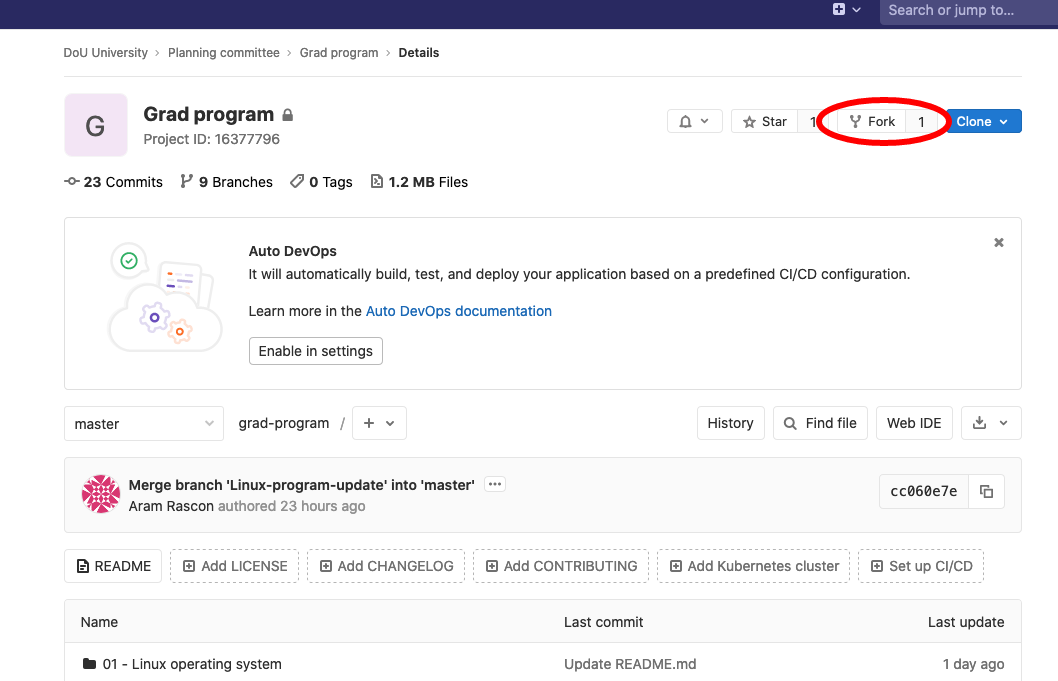 Search or jump to...
DoU University › Planning committee › Grad program › Details
G
Grad program
Project ID: 16377796
Star 1
Fork 1
Clone
23 Commits 9 Branches 0 Tags 1.2 MB Files
Auto DevOps
It will automatically build, test, and deploy your application based on a predefined CI/CD configuration.
Learn more in the Auto DevOps documentation
Enable in settings
master grad-program / + History Find file Web IDE
Merge branch 'Linux-program-update' into 'master' ...
Aram Rascon authored 23 hours ago
cc060e7e
README Add LICENSE Add CHANGELOG Add CONTRIBUTING Add Kubernetes cluster Set up CI/CD
Name Last commit Last update
01 - Linux operating system Update README.md 1 day ago